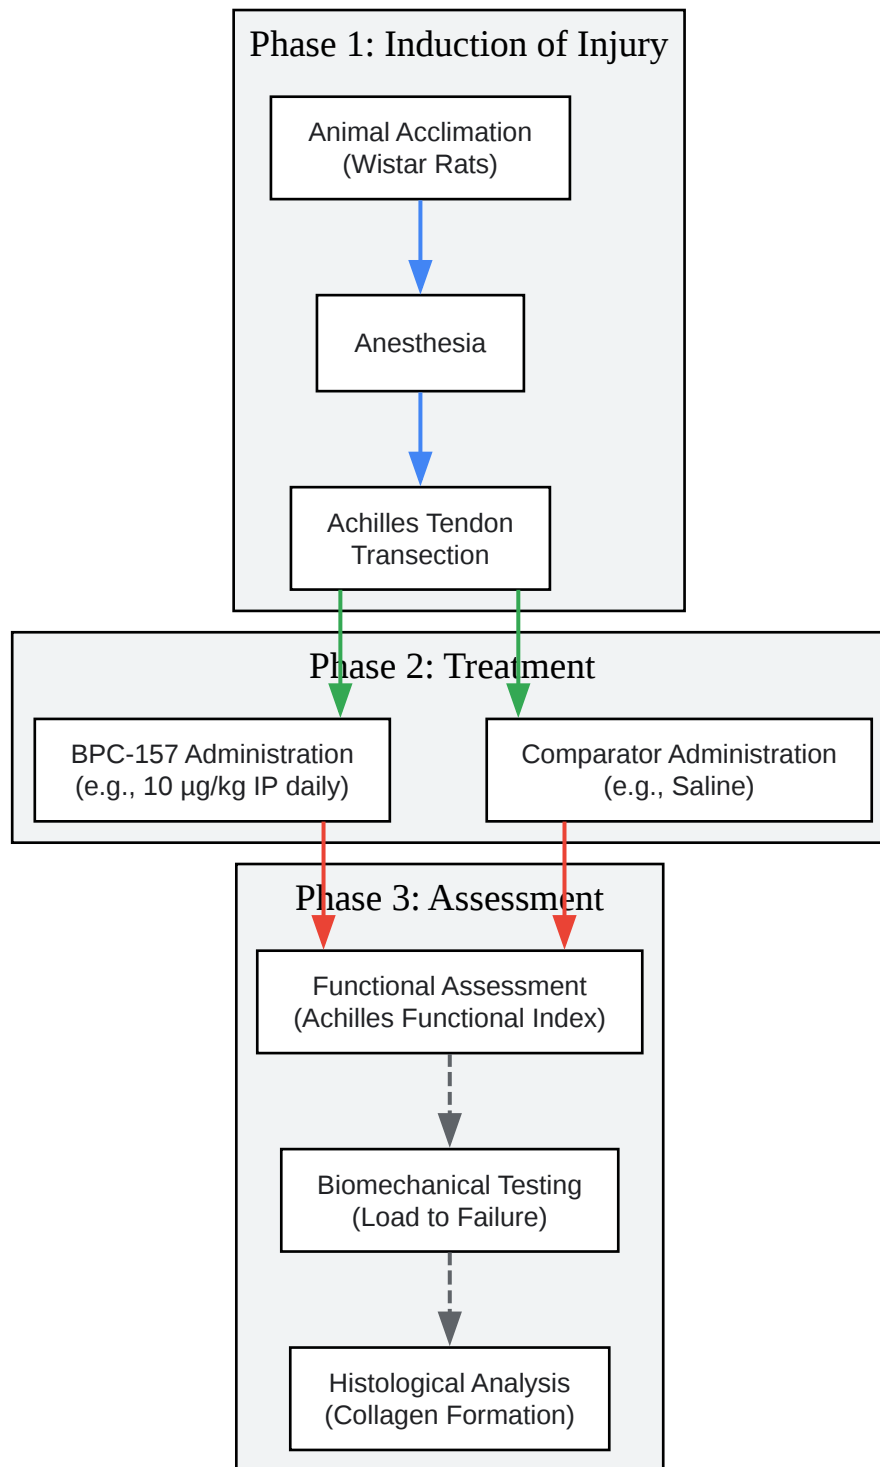 Phase 1: Induction of Injury
Animal Acclimation
(Wistar Rats)
Anesthesia
Achilles Tendon
Transection
Phase 2: Treatment
BPC-157 Administration
(e.g., 10 µg/kg IP daily)
Comparator Administration
(e.g., Saline)
Phase 3: Assessment
Functional Assessment
(Achilles Functional Index)
Biomechanical Testing
(Load to Failure)
Histological Analysis
(Collagen Formation)